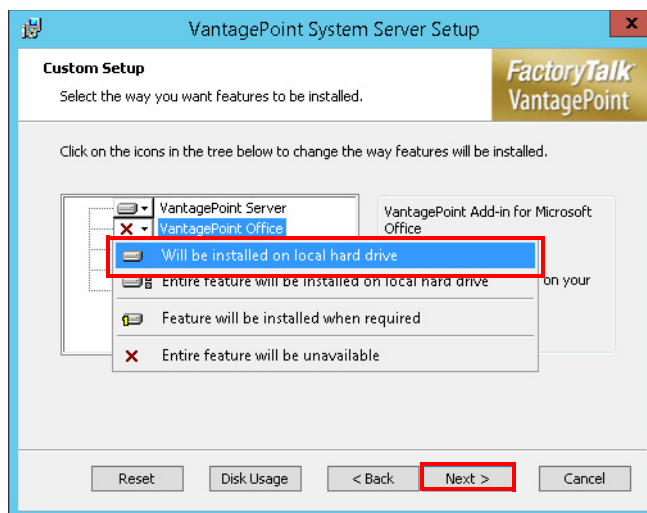 VantagePoint System Server Setup
x
Custom Setup
Select the way you want features to be installed.
FactoryTalk
VantagePoint
Click on the icons in the tree below to change the way features will be installed.
VantagePoint Server
VantagePoint Office
VantagePoint Add-in for Microsoft
Office
Will be installed on local hard drive
Entire feature will be installed on local hard drive
on your
Feature will be installed when required
Entire feature will be unavailable
Reset
Disk Usage
< Back
Next >
Cancel